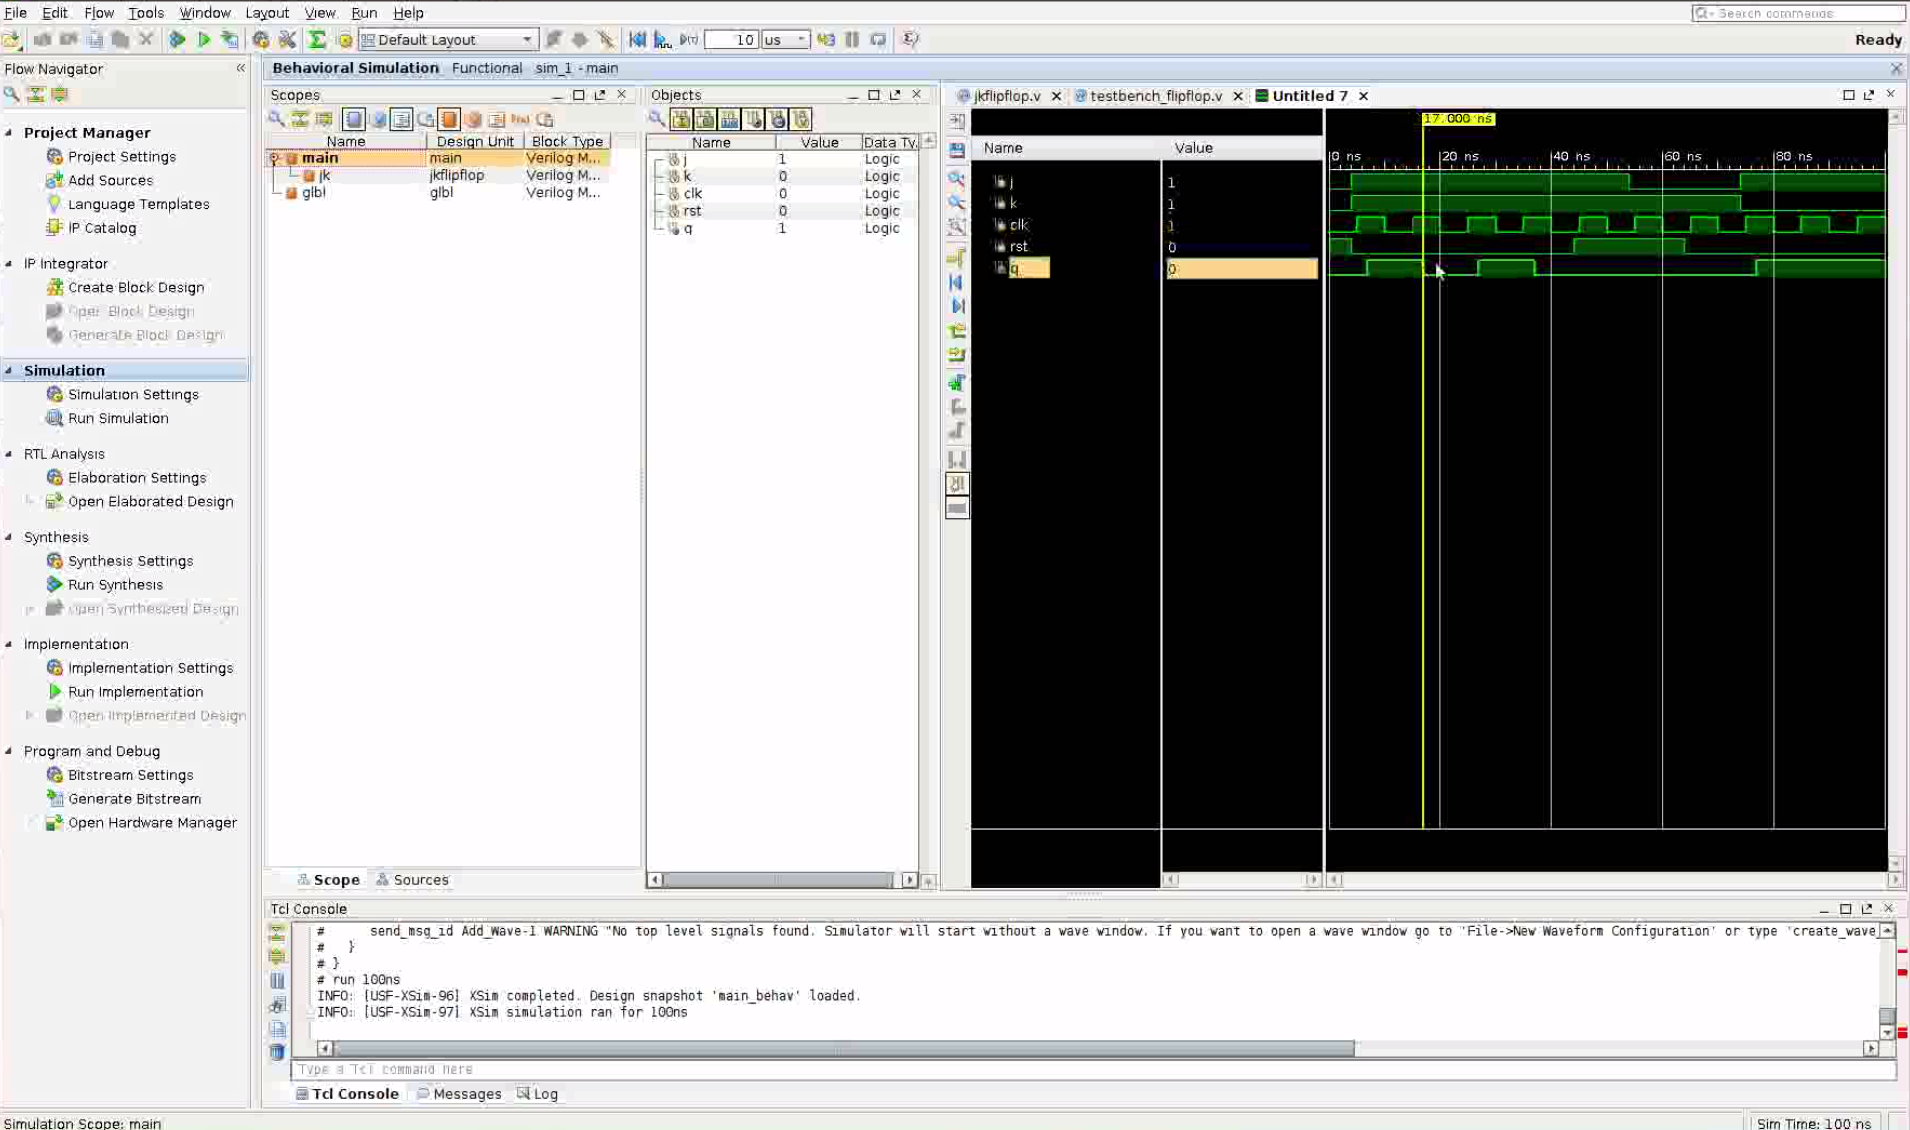 File Edit Flow Tools Window Layout View Run Help
Search commands
Default Layout
10 us
Ready
Flow Navigator
Project Manager
Project Settings
Add Sources
Language Templates
IP Catalog
IP Integrator
Create Block Design
Open Block Design
Generate Block Design
Simulation
Simulation Settings
Run Simulation
RTL Analysis
Elaboration Settings
Open Elaborated Design
Synthesis
Synthesis Settings
Run Synthesis
Open Synthesized Design
Implementation
Implementation Settings
Run Implementation
Open Implemented Design
Program and Debug
Bitstream Settings
Generate Bitstream
Open Hardware Manager
Behavioral Simulation Functional sim_1 - main
Scopes
Name Design Unit Block Type
main main Verilog M...
jk jkflipflop Verilog M...
glbl glbl Verilog M...
Scope Sources
Objects
Name Value Data Ty.
j 1 Logic
k 0 Logic
clk 0 Logic
rst 0 Logic
q 1 Logic
jkflipflop.v testbench_flipflop.v Untitled 7
17.000 ns
Name Value
0 ns 20 ns 40 ns 60 ns 80 ns
j 1
k 1
clk 1
rst 0
q 0
Tcl Console
# send_msg_id Add_Wave-1 WARNING "No top level signals found. Simulator will start without a wave window. If you want to open a wave window go to 'File->New Waveform Configuration' or type 'create_wave_
# }
# }
# run 100ns
INFO: [USF-XSim-96] XSim completed. Design snapshot 'main_behav' loaded.
INFO: [USF-XSim-97] XSim simulation ran for 100ns
Type a Tcl command here
Tcl Console Messages Log
Simulation Scope: main
Sim Time: 100 ns